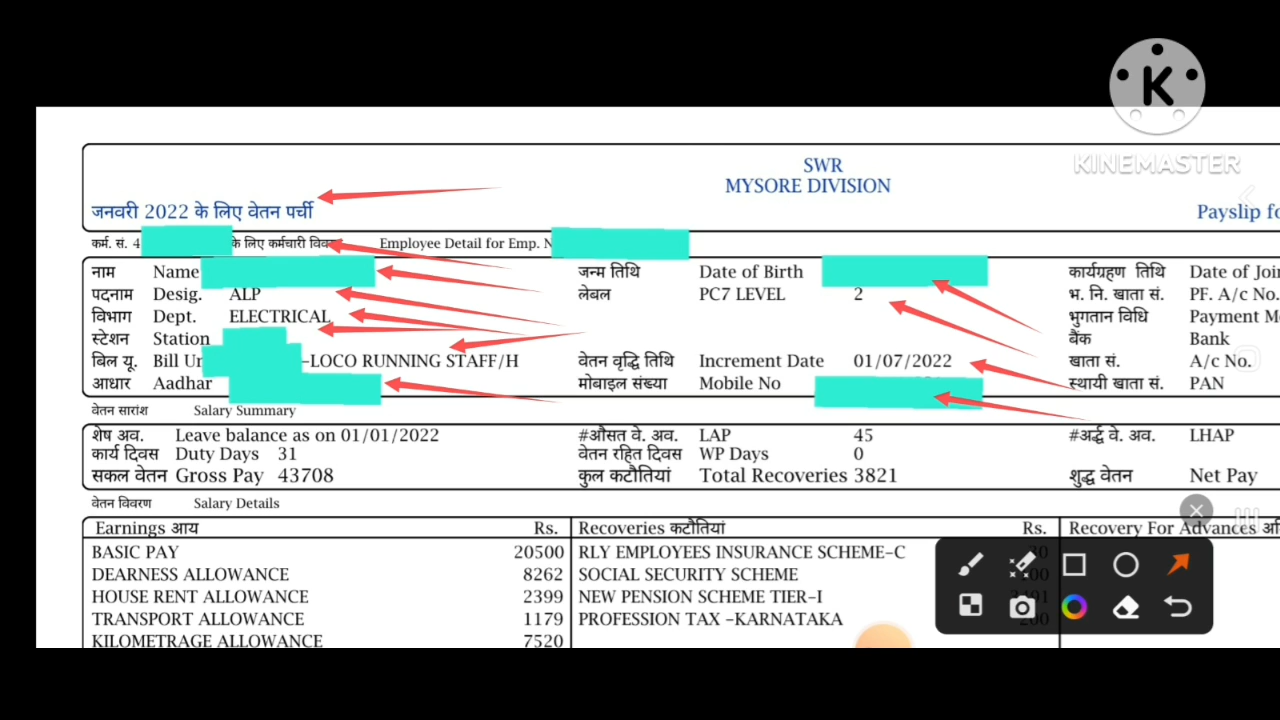 K
KINEMASTER
SWR
MYSORE DIVISION
जनवरी 2022 के लिए वेतन पर्ची
Payslip fo
कर्म. सं. 4 के लिए कर्मचारी विवरण Employee Detail for Emp. N
नाम Name जन्म तिथि Date of Birth कार्यग्रहण तिथि Date of Join
पदनाम Desig. ALP लेबल PC7 LEVEL 2 भ. नि. खाता सं. PF. A/c No.
विभाग Dept. ELECTRICAL भुगतान विधि Payment M
स्टेशन Station बैंक Bank
बिल यू. Bill Un –LOCO RUNNING STAFF/H वेतन वृद्धि तिथि Increment Date 01/07/2022 खाता सं. A/c No.
आधार Aadhar मोबाइल संख्या Mobile No स्थायी खाता सं. PAN
वेतन सारांश Salary Summary
शेष अव. Leave balance as on 01/01/2022 #औसत वे. अव. LAP 45 #अर्द्ध वे. अव. LHAP
कार्य दिवस Duty Days 31 वेतन रहित दिवस WP Days 0
सकल वेतन Gross Pay 43708 कुल कटौतियां Total Recoveries 3821 शुद्ध वेतन Net Pay
वेतन विवरण Salary Details
Earnings आय Rs. Recoveries कटौतियां Rs. Recovery For Advances
BASIC PAY 20500 RLY EMPLOYEES INSURANCE SCHEME–C
DEARNESS ALLOWANCE 8262 SOCIAL SECURITY SCHEME
HOUSE RENT ALLOWANCE 2399 NEW PENSION SCHEME TIER–I
TRANSPORT ALLOWANCE 1179 PROFESSION TAX –KARNATAKA 200
KILOMETRAGE ALLOWANCE 7520